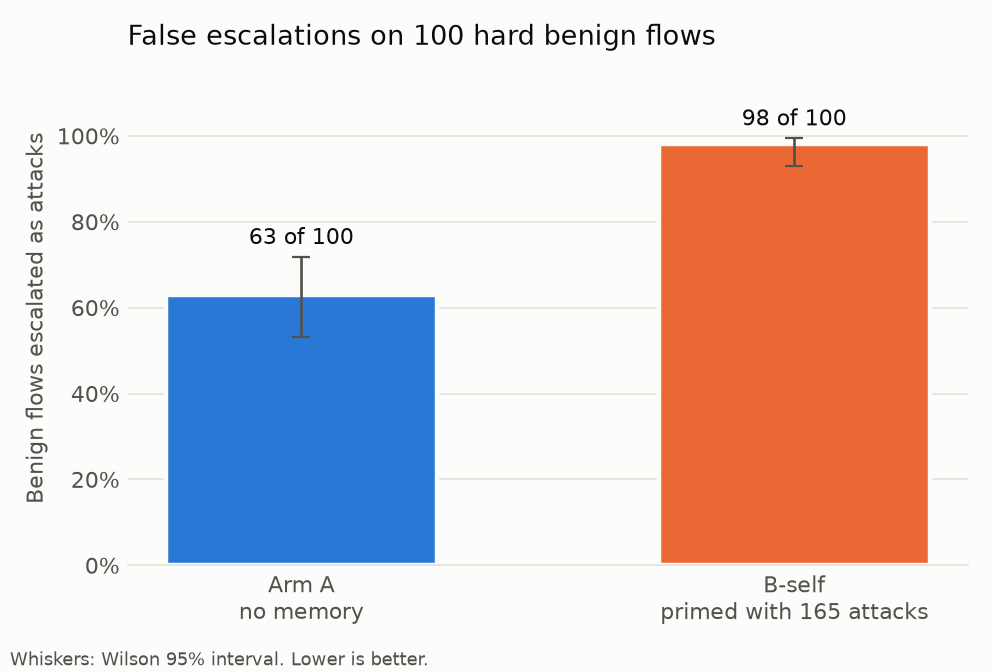 False escalations on 100 hard benign flows
Benign flows escalated as attacks
100%
80%
60%
40%
20%
0%
63 of 100
98 of 100
Arm A
no memory
B-self
primed with 165 attacks
Whiskers: Wilson 95% interval. Lower is better.